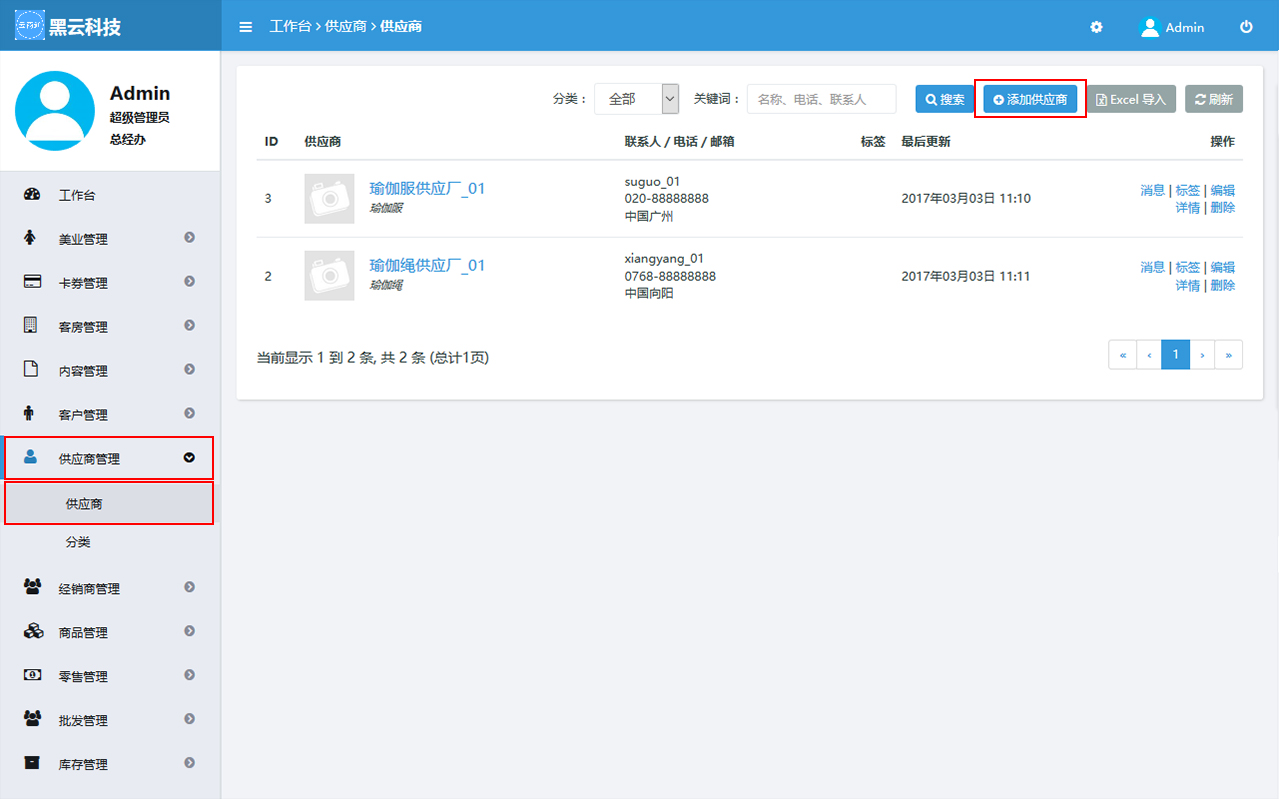 黑云科技
工作台 › 供应商 › 供应商
Admin
Admin
超级管理员
总经办
工作台
美业管理
卡券管理
客房管理
内容管理
客户管理
供应商管理
供应商
分类
经销商管理
商品管理
零售管理
批发管理
库存管理
分类： 全部 关键词： 名称、电话、联系人 搜索 添加供应商 Excel 导入 刷新
ID 供应商 联系人 / 电话 / 邮箱 标签 最后更新 操作
3 瑜伽服供应厂_01
瑜伽服
suguo_01
020-88888888
中国广州
2017年03月03日 11:10
消息 | 标签 | 编辑
详情 | 删除
2 瑜伽绳供应厂_01
瑜伽绳
xiangyang_01
0768-88888888
中国向阳
2017年03月03日 11:11
消息 | 标签 | 编辑
详情 | 删除
当前显示 1 到 2 条, 共 2 条 (总计1页)
« ‹ 1 › »